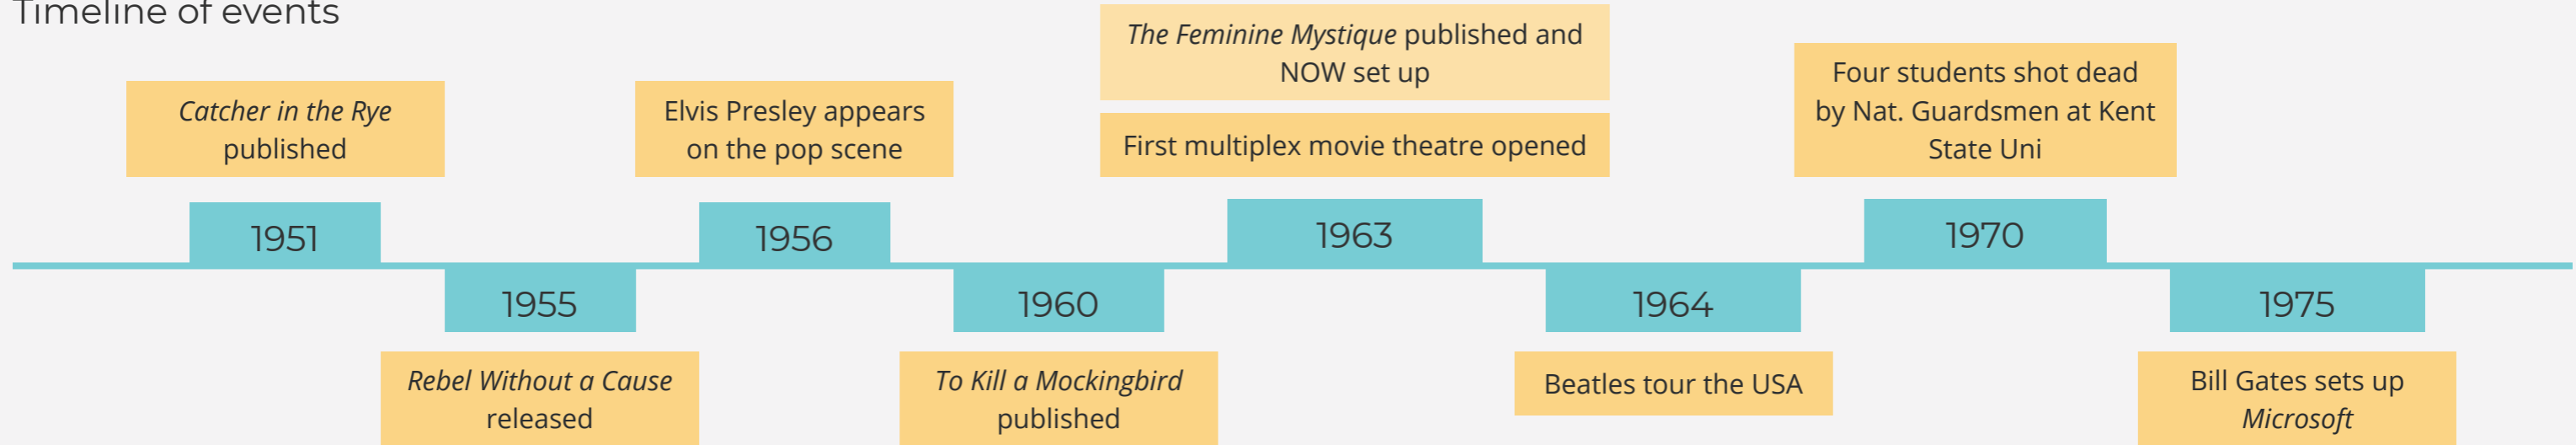 Timeline of events
The Feminine Mystique published and
NOW set up
Four students shot dead
by Nat. Guardsmen at Kent
State Uni
Catcher in the Rye
published
Elvis Presley appears
on the pop scene
First multiplex movie theatre opened
1951
1956
1963
1970
1955
1960
1964
1975
Rebel Without a Cause
released
To Kill a Mockingbird
published
Beatles tour the USA
Bill Gates sets up
Microsoft